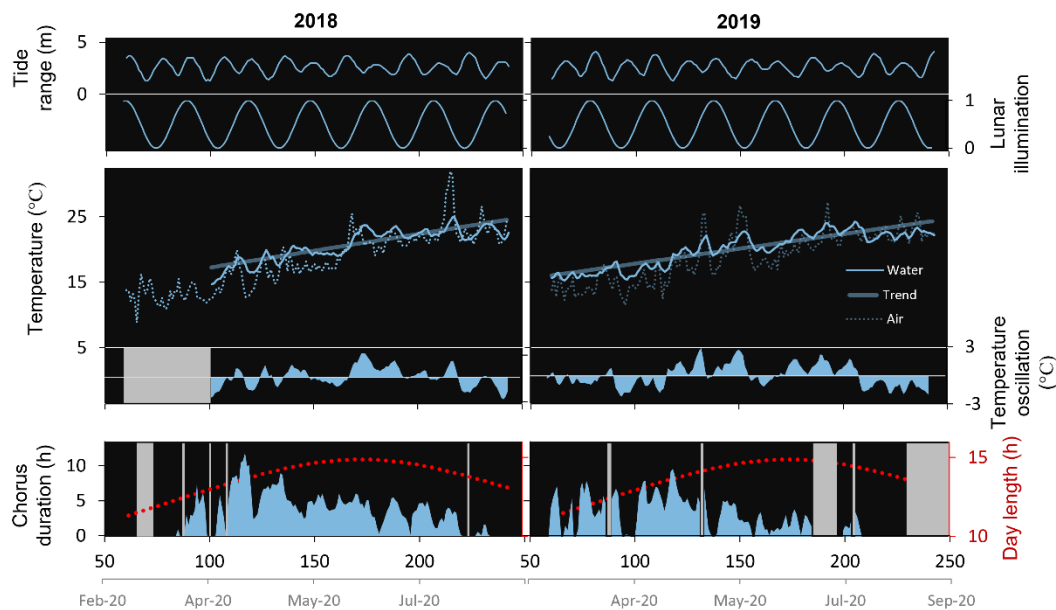 2018
2019
Tide
range (m)
5
0
1
0
Lunar
illumination
Temperature (°C)
25
15
5
Water
Trend
Air
3
-3
Temperature
oscillation
(°C)
Chorus
duration (h)
10
5
0
15
10
Day length (h)
50
100
150
200
50
100
150
200
250
Feb-20
Apr-20
May-20
Jul-20
Apr-20
May-20
Jul-20
Sep-20